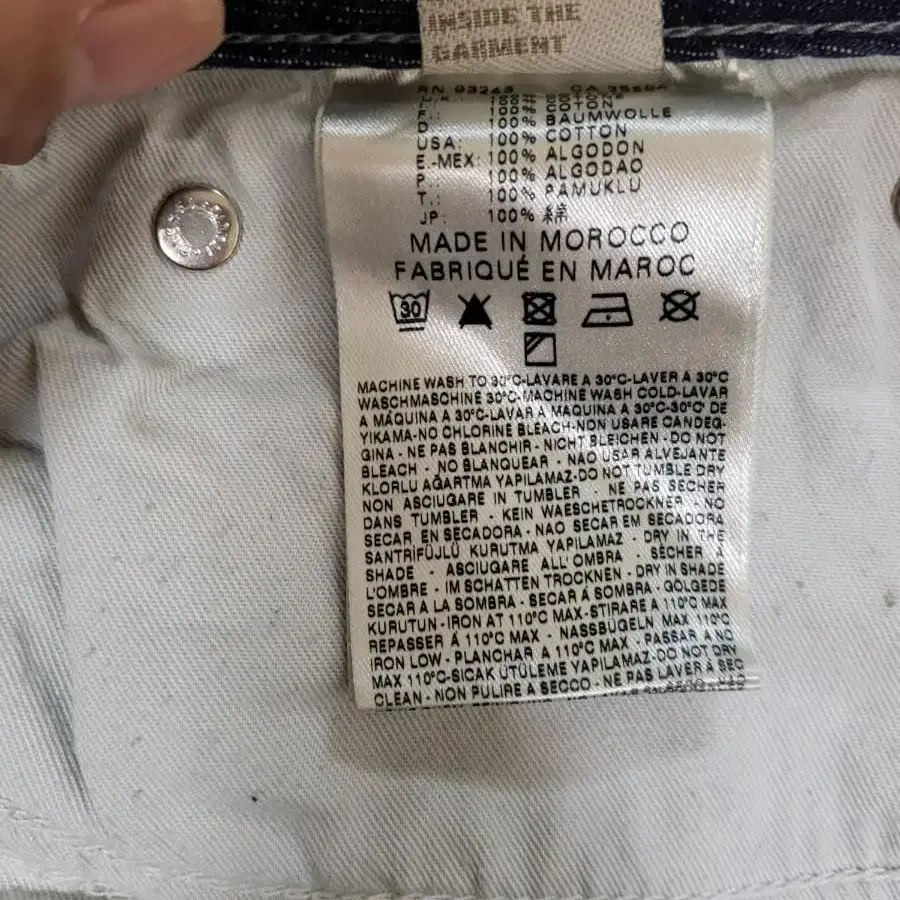 INSIDE THE
GARMENT
RN 93243 CA
100% COTTON
D: 100% BAUMWOLLE
USA: 100% COTTON
E.-MEX: 100% ALGODON
P.: 100% ALGODAO
T.: 100% PAMUKLU
JP: 100% 綿
MADE IN MOROCCO
FABRIQUÉ EN MAROC
30
MACHINE WASH TO 30°C-LAVARE A 30°C-LAVER A 30°C
WASCHMASCHINE 30°C-MACHINE WASH COLD-LAVAR
A MÁQUINA A 30°C-LAVAR A MAQUINA A 30°C-30°C' DE
YIKAMA-NO CHLORINE BLEACH-NON USARE CANDEG-
GINA - NE PAS BLANCHIR - NICHT BLEICHEN - DO NOT
BLEACH - NO BLANQUEAR - NAO USAR ALVEJANTE
KLORLU AĞARTMA YAPILAMAZ-DO NOT TUMBLE DRY
NON ASCIUGARE IN TUMBLER - NE PAS SECHER
DANS TUMBLER - KEIN WAESCHETROCKNER - NO
SECAR EN SECADORA - NAO SECAR EM SECADORA
SANTRİFÜJLÜ KURUTMA YAPILAMAZ - DRY IN THE
SHADE - ASCIUGARE ALL'OMBRA - SÉCHER Á
L'OMBRE - IM SCHATTEN TROCKNEN - DRY IN SHADE
SECAR A LA SOMBRA - SECAR Á SOMBRA - GÖLGEDE
KURUTUN - IRON AT 110°C MAX-STIRARE A 110°C MAX
REPASSER Á 110°C MAX - NASSBÜGELN MAX 110°C
IRON LOW - PLANCHAR A 110°C MAX - PASSAR A NO
MAX 110°C-SICAK ÜTÜLEME YAPILAMAZ-DO NOT DRY
CLEAN - NON PULIRE A SECCO - NE PAS LAVER Á SEC